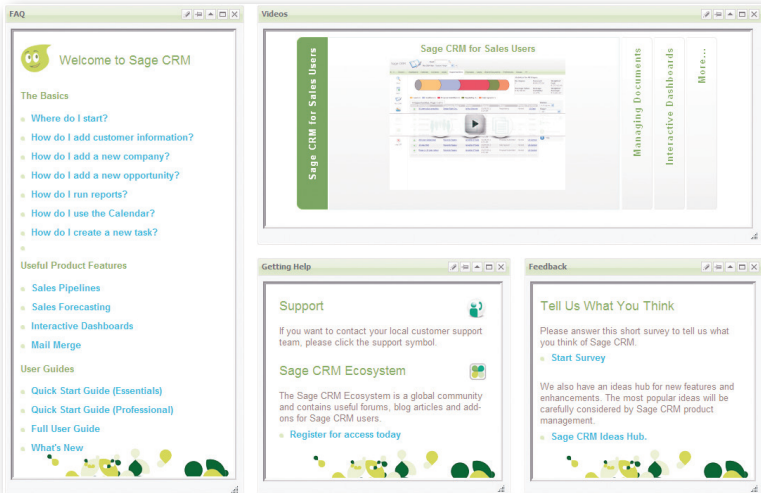 FAQ
Welcome to Sage CRM
The Basics
Where do I start?
How do I add customer information?
How do I add a new company?
How do I add a new opportunity?
How do I run reports?
How do I use the Calendar?
How do I create a new task?
Useful Product Features
Sales Pipelines
Sales Forecasting
Interactive Dashboards
Mail Merge
User Guides
Quick Start Guide (Essentials)
Quick Start Guide (Professional)
Full User Guide
What's New
Videos
Sage CRM for Sales Users
Sage CRM for Sales Users
Managing Documents
Interactive Dashboards
More...
Getting Help
Support
If you want to contact your local customer support
team, please click the support symbol.
Sage CRM Ecosystem
The Sage CRM Ecosystem is a global community
and contains useful forums, blog articles and add-
ons for Sage CRM users.
Register for access today
Feedback
Tell Us What You Think
Please answer this short survey to tell us what
you think of Sage CRM.
Start Survey
We also have an ideas hub for new features and
enhancements. The most popular ideas will be
carefully considered by Sage CRM product
management.
Sage CRM Ideas Hub.